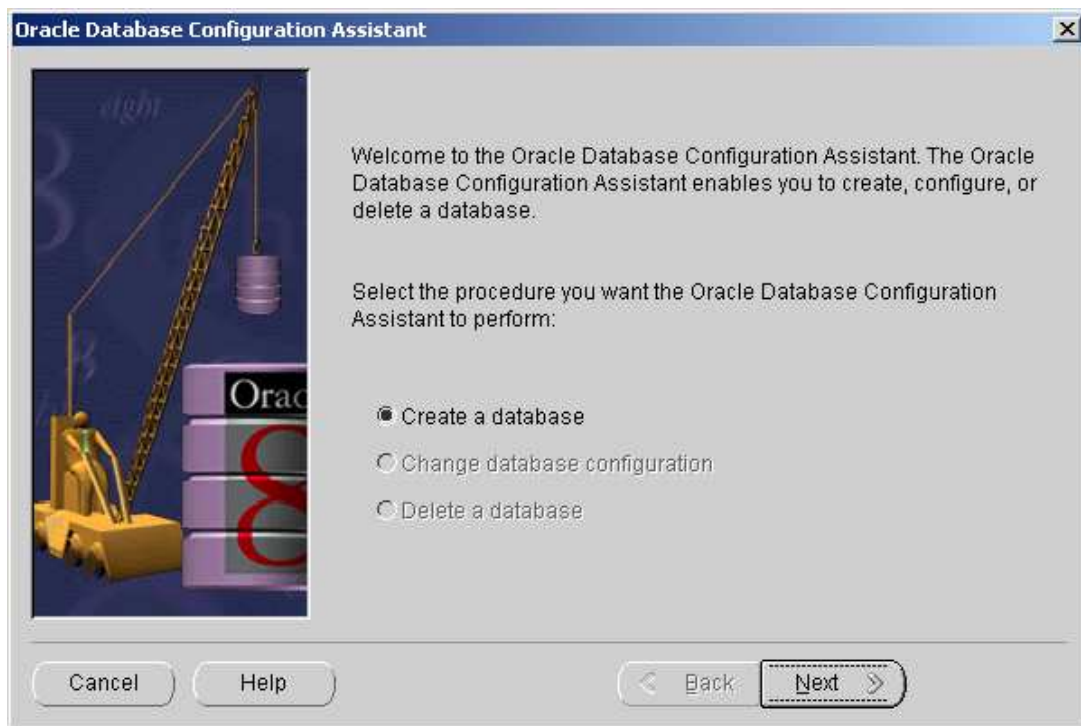 Oracle Database Configuration Assistant
eight
8
Welcome to the Oracle Database Configuration Assistant. The Oracle
Database Configuration Assistant enables you to create, configure, or
delete a database.
Select the procedure you want the Oracle Database Configuration
Assistant to perform:
Orac
8
Create a database
Change database configuration
Delete a database
Cancel
Help
Back
Next